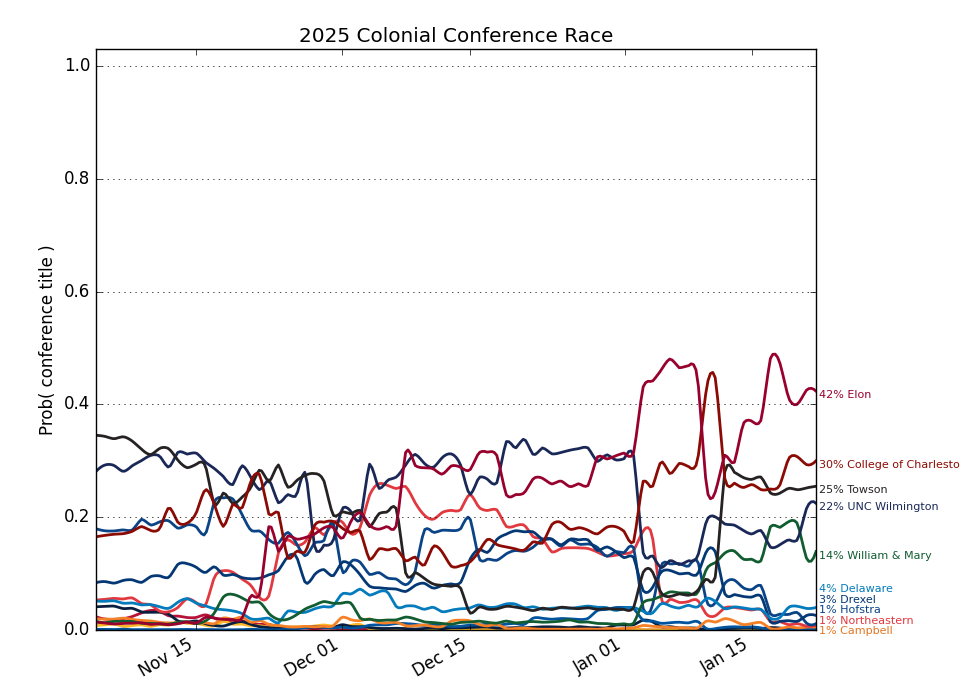 2025 Colonial Conference Race
Prob( conference title )
1.0
0.8
0.6
0.4
0.2
0.0
Nov 15
Dec 01
Dec 15
Jan 01
Jan 15
42% Elon
30% College of Charlesto
25% Towson
22% UNC Wilmington
14% William & Mary
4% Delaware
3% Drexel
1% Hofstra
1% Northeastern
1% Campbell